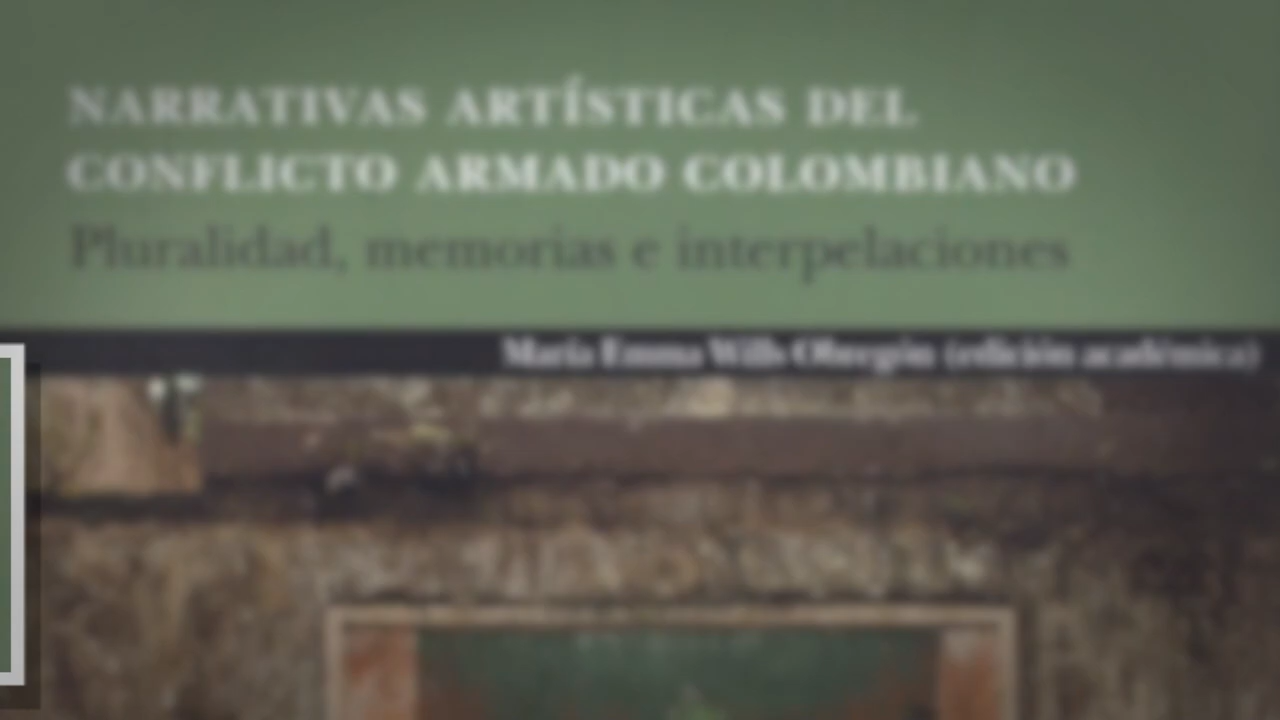 NARRATIVAS ARTÍSTICAS DEL
CONFLICTO ARMADO COLOMBIANO
Pluralidad, memorias e interpelaciones
María Emma Wills Obregón (edición académica)